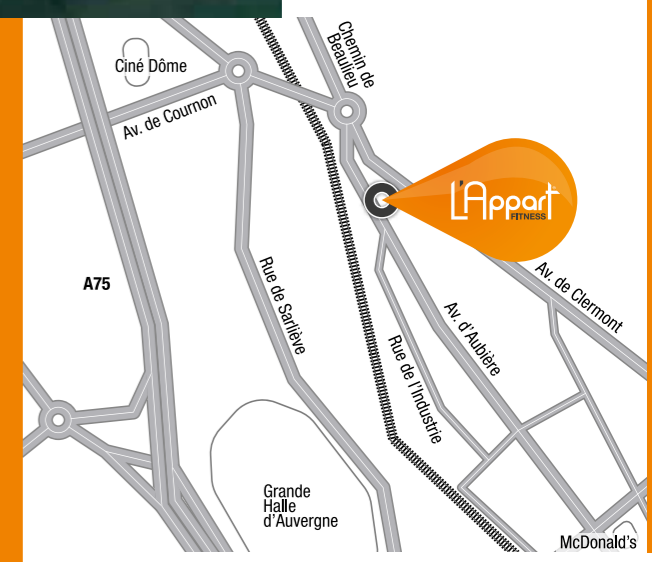 Chemin de
Beaulieu
Ciné Dôme
Av. de Cournon
L'Appart
FITNESS
A75
Rue de Sarliève
Av. de Clermont
Av. d'Aubière
Rue de l'Industrie
Grande
Halle
d'Auvergne
McDonald's